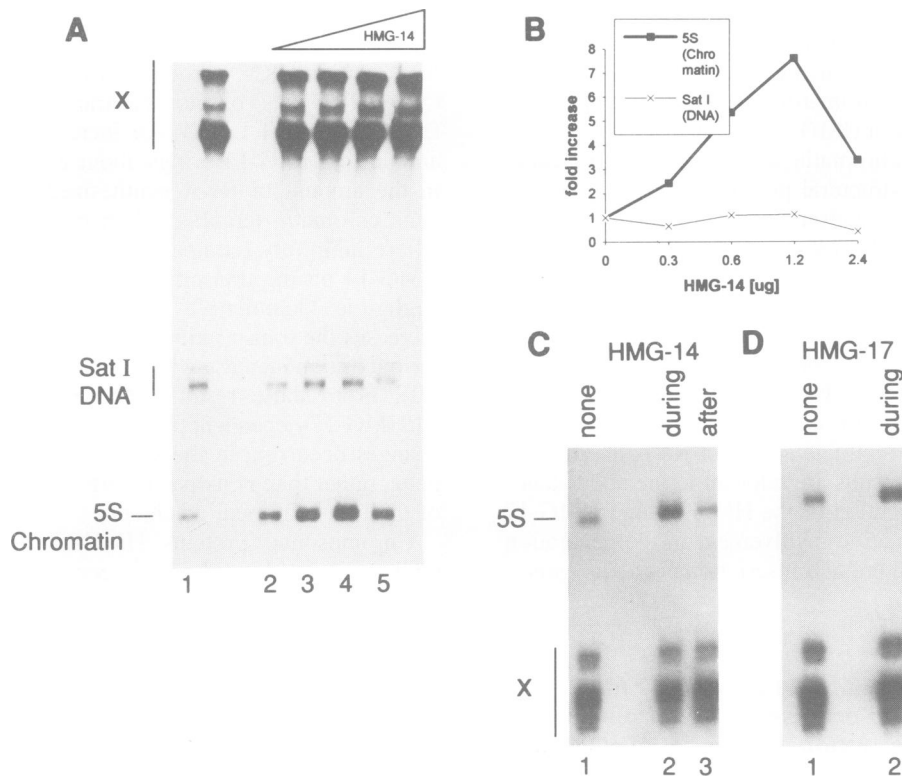 A
HMG-14
X
Sat I
DNA
5S
Chromatin
1 2 3 4 5
B
5S
(Chro
matin)
Sat I
(DNA)
fold increase
8
7
6
5
4
3
2
1
0
0 0.3 0.6 1.2 2.4
HMG-14 [ug]
C HMG-14
none during after
5S
X
1 2 3
D HMG-17
none during
1 2